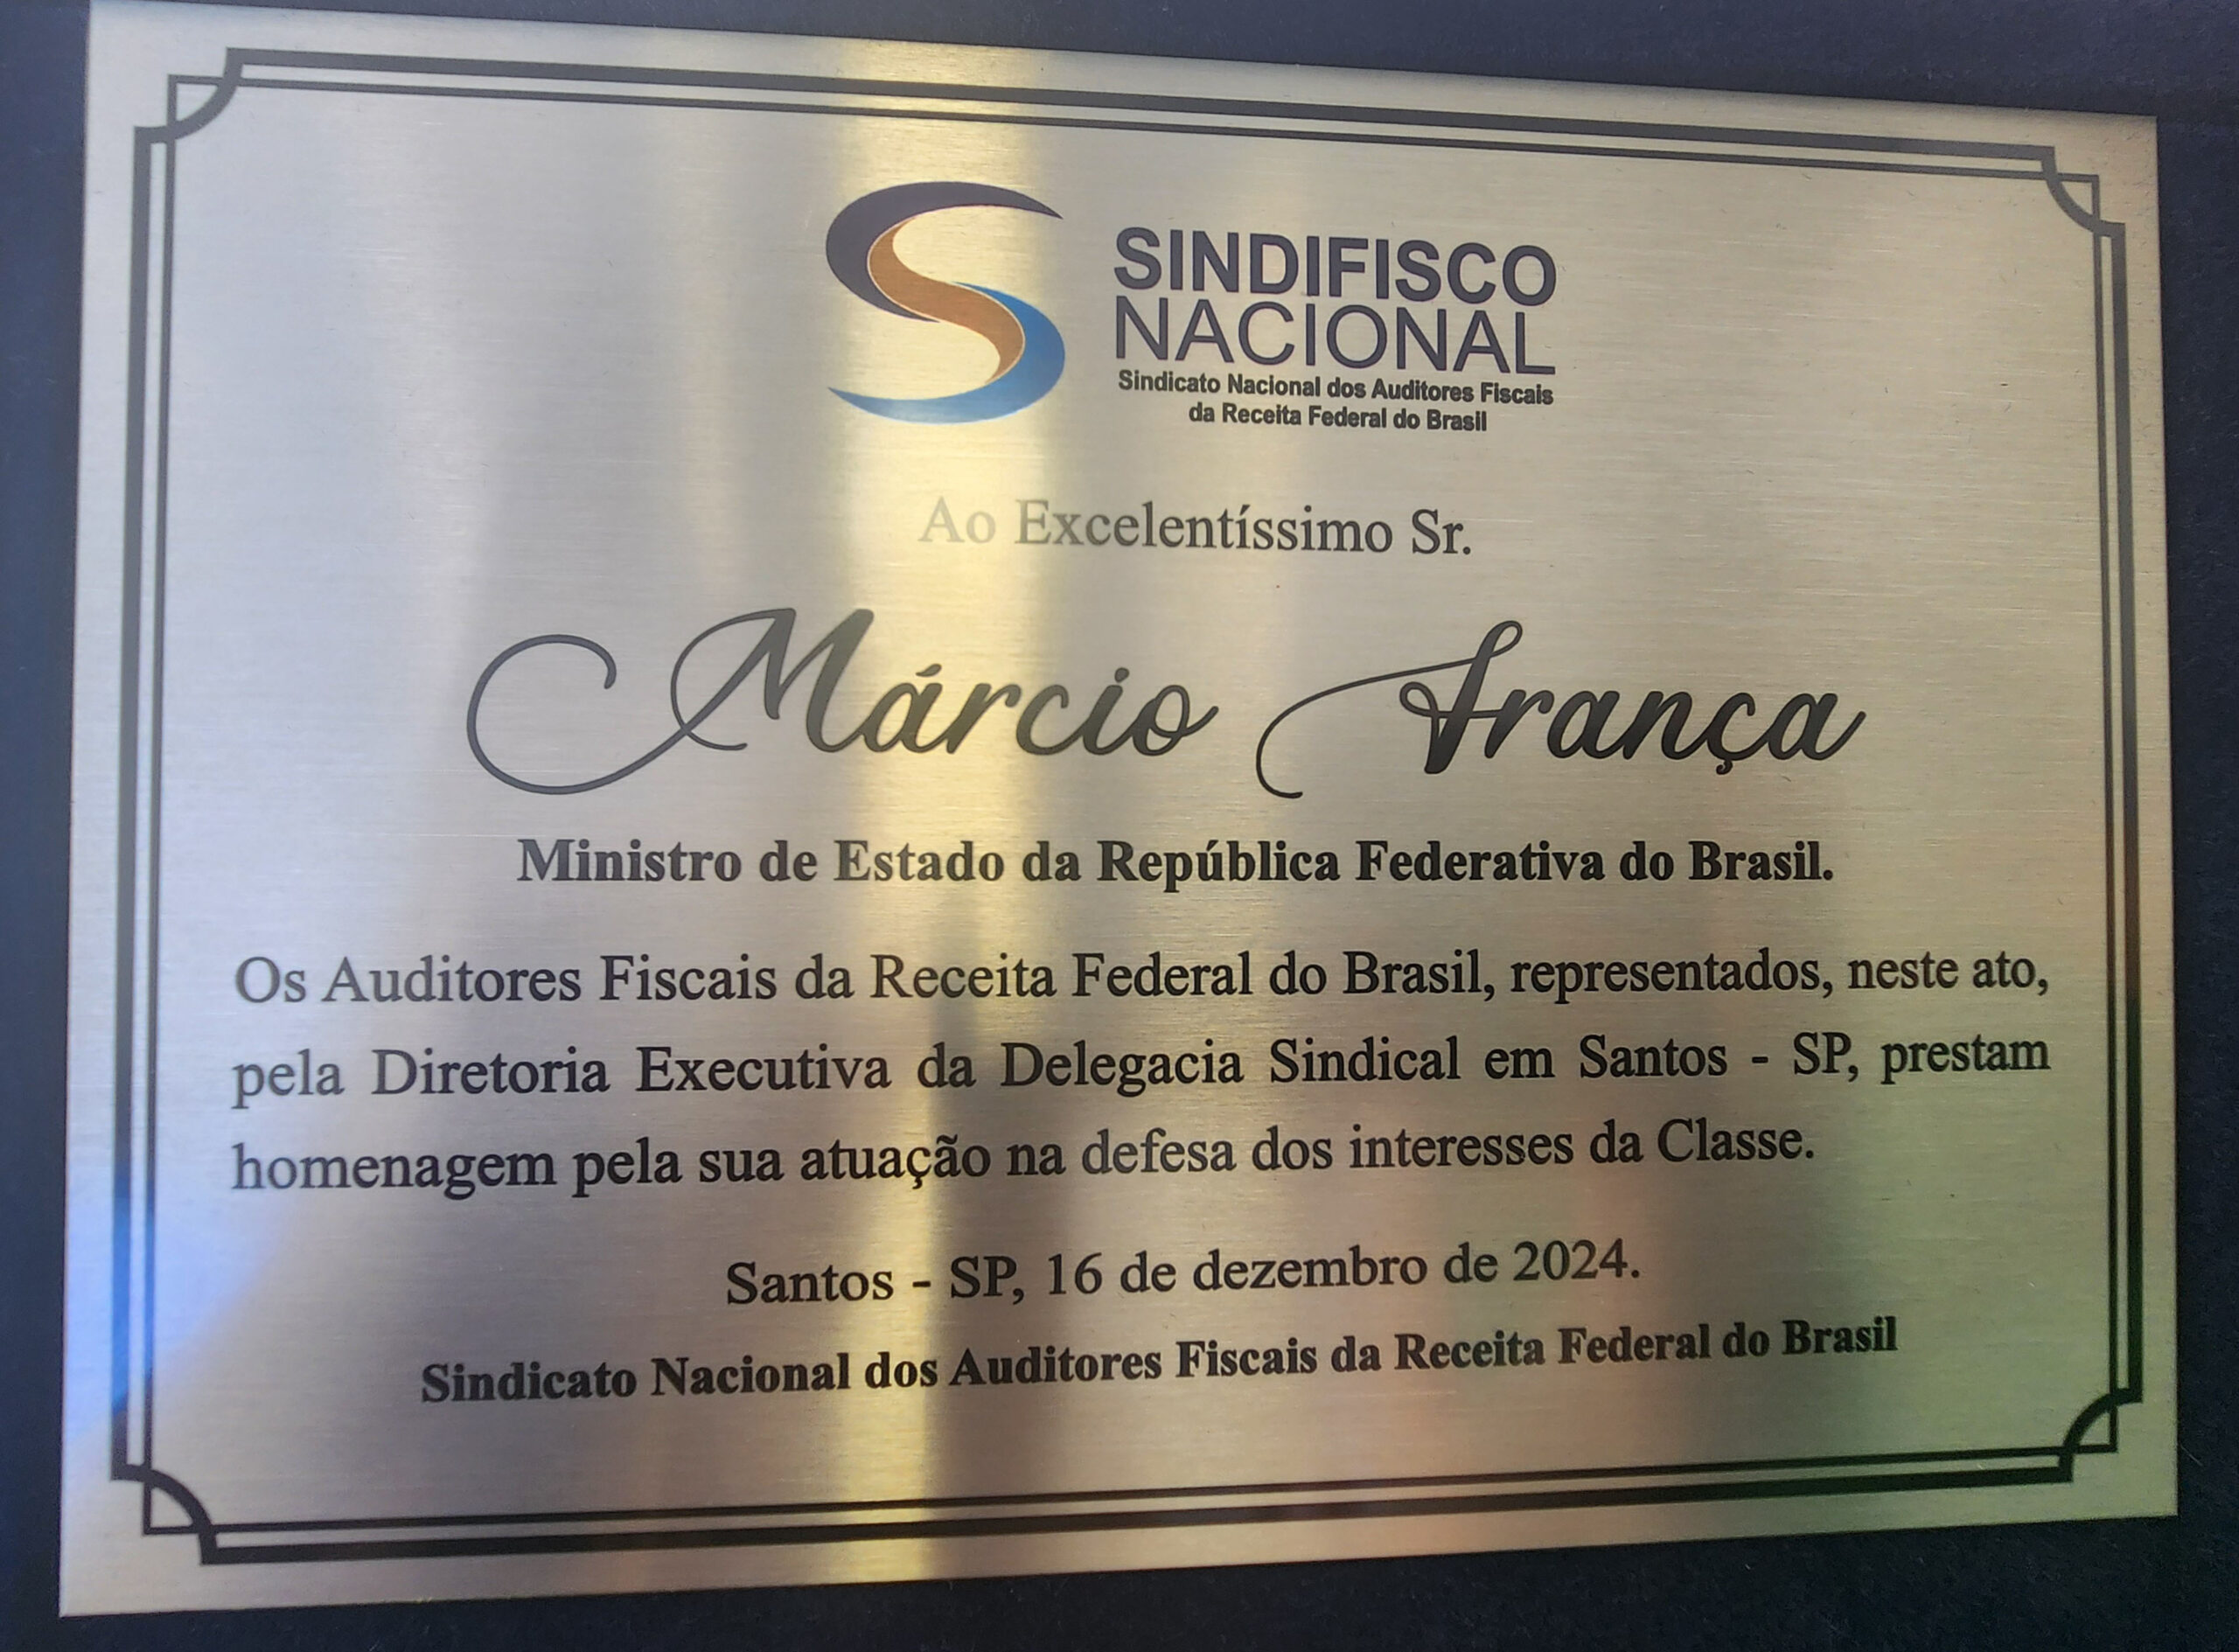 SINDIFISCO
NACIONAL
Sindicato Nacional dos Auditores Fiscais
da Receita Federal do Brasil
Ao Excelentíssimo Sr.
Márcio França
Ministro de Estado da República Federativa do Brasil.
Os Auditores Fiscais da Receita Federal do Brasil, representados, neste ato,
pela Diretoria Executiva da Delegacia Sindical em Santos - SP, prestam
homenagem pela sua atuação na defesa dos interesses da Classe.
Santos - SP, 16 de dezembro de 2024.
Sindicato Nacional dos Auditores Fiscais da Receita Federal do Brasil